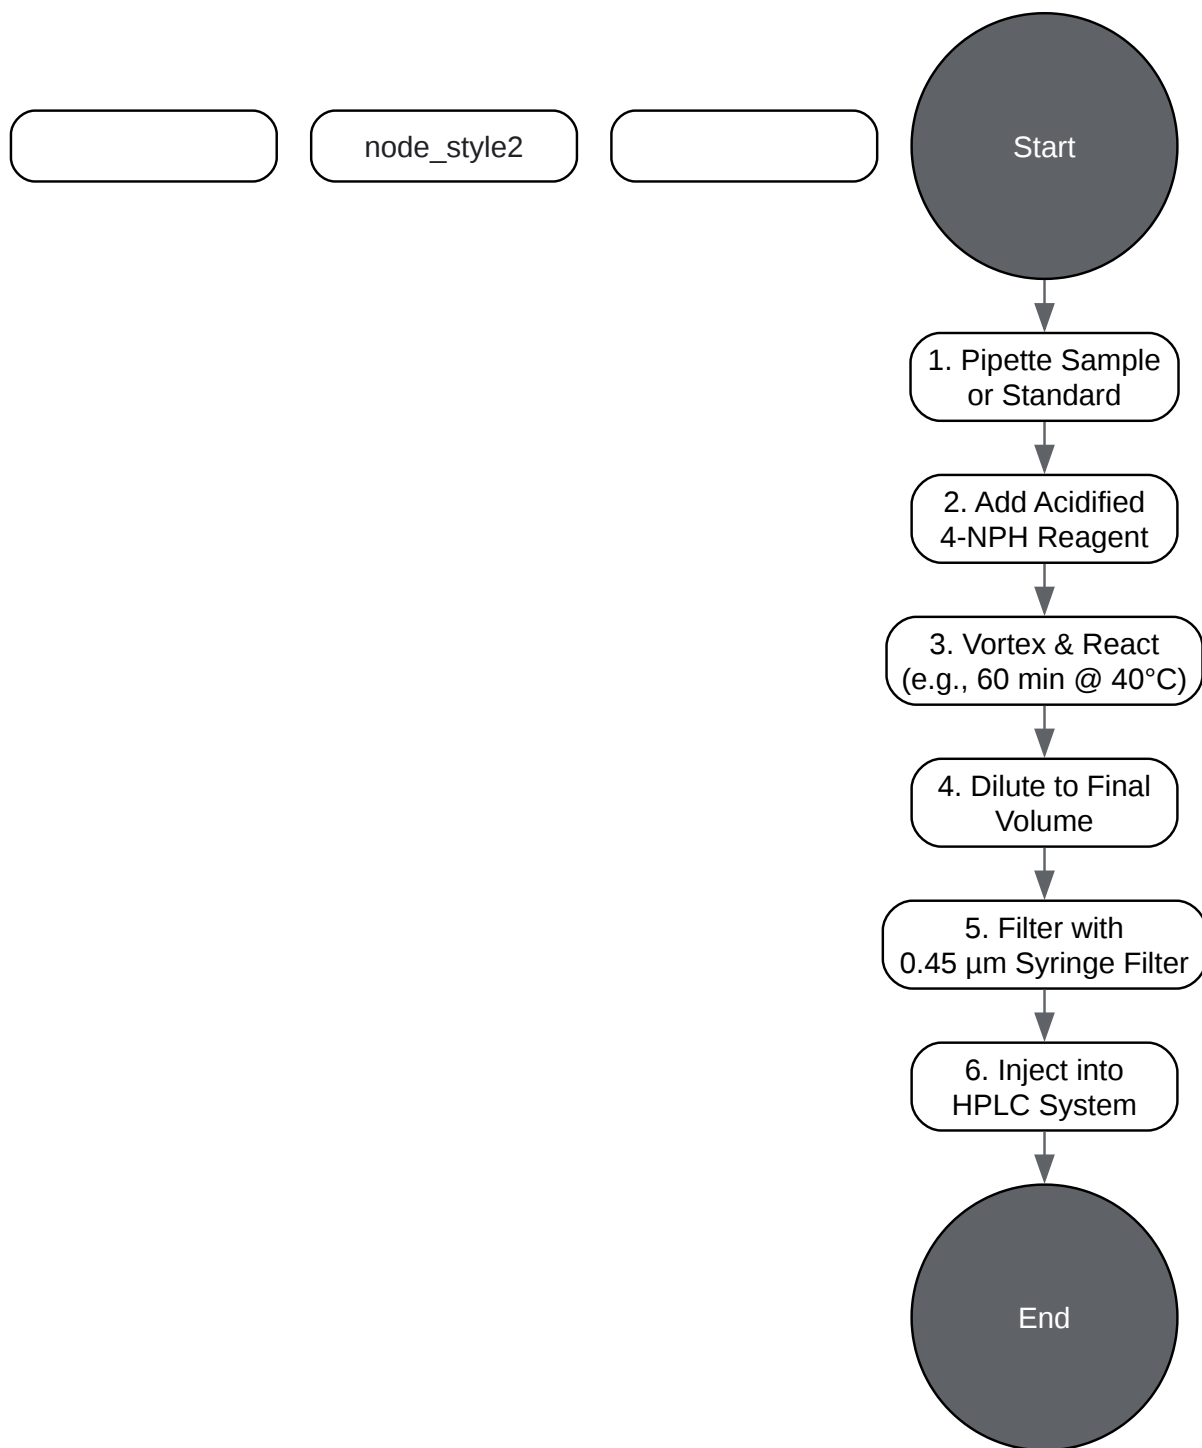 node_style2
Start
1. Pipette Sample
or Standard
2. Add Acidified
4-NPH Reagent
3. Vortex & React
(e.g., 60 min @ 40°C)
4. Dilute to Final
Volume
5. Filter with
0.45 µm Syringe Filter
6. Inject into
HPLC System
End